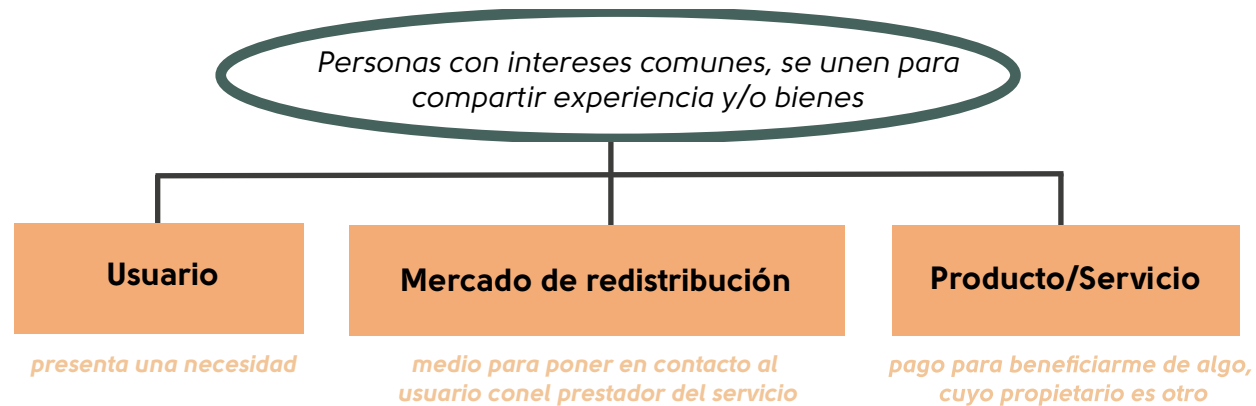 Personas con intereses comunes, se unen para
compartir experiencia y/o bienes
Usuario
Mercado de redistribución
Producto/Servicio
presenta una necesidad
medio para poner en contacto al
usuario conel prestador del servicio
pago para beneficiarme de algo,
cuyo propietario es otro